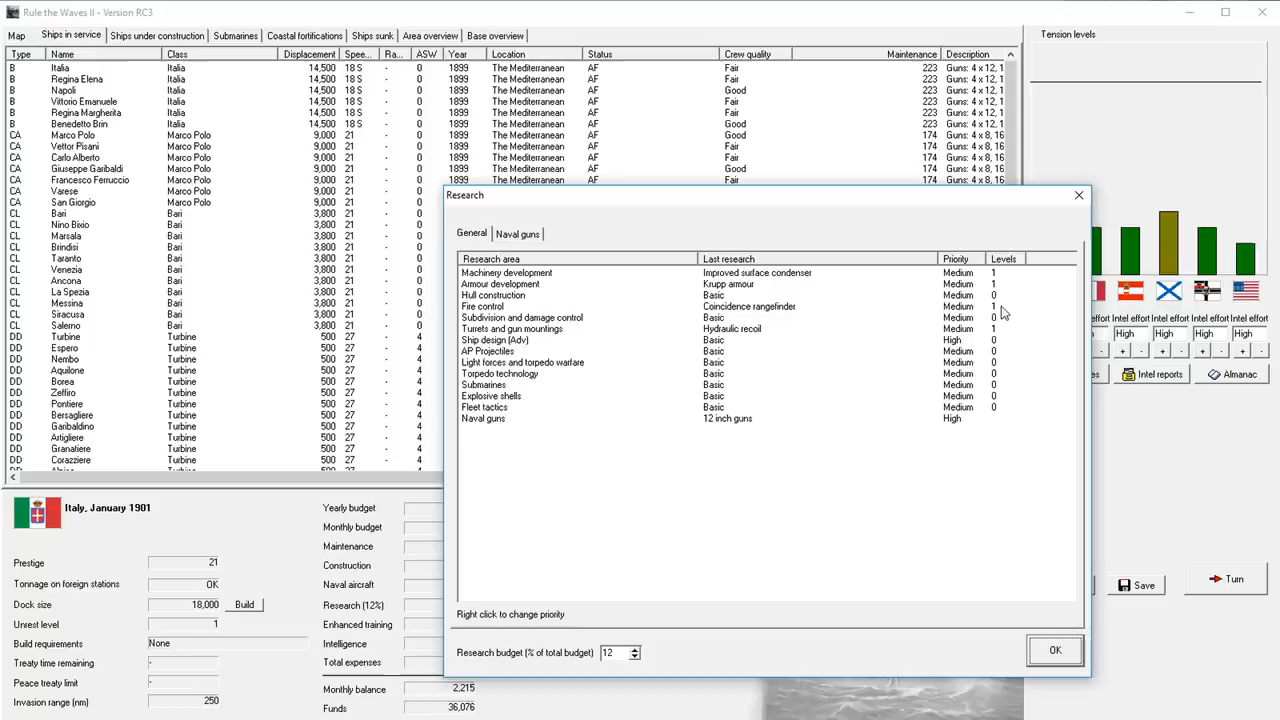 Rule the Waves II - Version RC3
Map Ships in service Ships under construction Submarines Coastal fortifications Ships sunk Area overview Base overview
Tension levels
Type Name Class Displacement Spee... Ra... ASW Year Location Status Crew quality Maintenance Description
B Italia Italia 14,500 18 S - 0 1899 The Mediterranean AF Fair 223 Guns: 4 x 12, 1
B Regina Elena Italia 14,500 18 S - 0 1899 The Mediterranean AF Fair 223 Guns: 4 x 12, 1
B Napoli Italia 14,500 18 S - 0 1899 The Mediterranean AF Good 223 Guns: 4 x 12, 1
B Vittorio Emanuele Italia 14,500 18 S - 0 1899 The Mediterranean AF Fair 223 Guns: 4 x 12, 1
B Regina Margherita Italia 14,500 18 S - 0 1899 The Mediterranean AF Fair 223 Guns: 4 x 12, 1
B Benedetto Brin Italia 14,500 18 S - 0 1899 The Mediterranean AF Fair 223 Guns: 4 x 12, 1
CA Marco Polo Marco Polo 9,000 21 - 0 1899 The Mediterranean AF Good 174 Guns: 4 x 8, 16
CA Vettor Pisani Marco Polo 9,000 21 - 0 1899 The Mediterranean AF Fair 174 Guns: 4 x 8, 16
CA Carlo Alberto Marco Polo 9,000 21 - 0 1899 The Mediterranean AF Fair 174 Guns: 4 x 8, 16
CA Giuseppe Garibaldi Marco Polo 9,000 21 - 0 1899 The Mediterranean AF Good 174 Guns: 4 x 8, 16
CA Francesco Ferruccio Marco Polo 9,000 21 - 0 1899 The Mediterranean AF Fair 174 Guns: 4 x 8, 16
CA Varese Marco Polo 9,000 21 - 0
CA San Giorgio Marco Polo 9,000 21 - 0
CL Bari Bari 3,800 21 - 0
CL Nino Bixio Bari 3,800 21 - 0
CL Marsala Bari 3,800 21 - 0
CL Brindisi Bari 3,800 21 - 0
CL Taranto Bari 3,800 21 - 0
CL Venezia Bari 3,800 21 - 0
CL Ancona Bari 3,800 21 - 0
CL La Spezia Bari 3,800 21 - 0
CL Messina Bari 3,800 21 - 0
CL Siracusa Bari 3,800 21 - 0
CL Salerno Bari 3,800 21 - 0
DD Turbine Turbine 500 27 - 4
DD Espero Turbine 500 27 - 4
DD Nembo Turbine 500 27 - 4
DD Aquilone Turbine 500 27 - 4
DD Borea Turbine 500 27 - 4
DD Zeffiro Turbine 500 27 - 4
DD Pontiere Turbine 500 27 - 4
DD Bersagliere Turbine 500 27 - 4
DD Garibaldino Turbine 500 27 - 4
DD Artigliere Turbine 500 27 - 4
DD Granatiere Turbine 500 27 - 4
DD Corazziere Turbine 500 27 - 4
Research
General Naval guns
Research area Last research Priority Levels
Machinery development Improved surface condenser Medium 1
Armour development Krupp armour Medium 1
Hull construction Basic Medium 0
Fire control Coincidence rangefinder Medium 1
Subdivision and damage control Basic Medium 0
Turrets and gun mountings Hydraulic recoil Medium 1
Ship design (Adv) Basic High 0
AP Projectiles Basic Medium 0
Light forces and torpedo warfare Basic Medium 0
Torpedo technology Basic Medium 0
Submarines Basic Medium 0
Explosive shells Basic Medium 0
Fleet tactics Basic Medium 0
Naval guns 12 inch guns High
Right click to change priority
Research budget (% of total budget) 12
OK
Intel effort Intel effort Intel effort Intel effort
High High High High
- + - + - + - + -
Intel reports Almanac
Save Turn
Italy, January 1901
Prestige 21
Tonnage on foreign stations OK
Dock size 18,000 Build
Unrest level 1
Build requirements None
Treaty time remaining -
Peace treaty limit -
Invasion range (nm) 250
Yearly budget
Monthly budget
Maintenance
Construction
Naval aircraft
Research (12%)
Enhanced training
Intelligence
Total expenses
Monthly balance 2,215
Funds 36,076